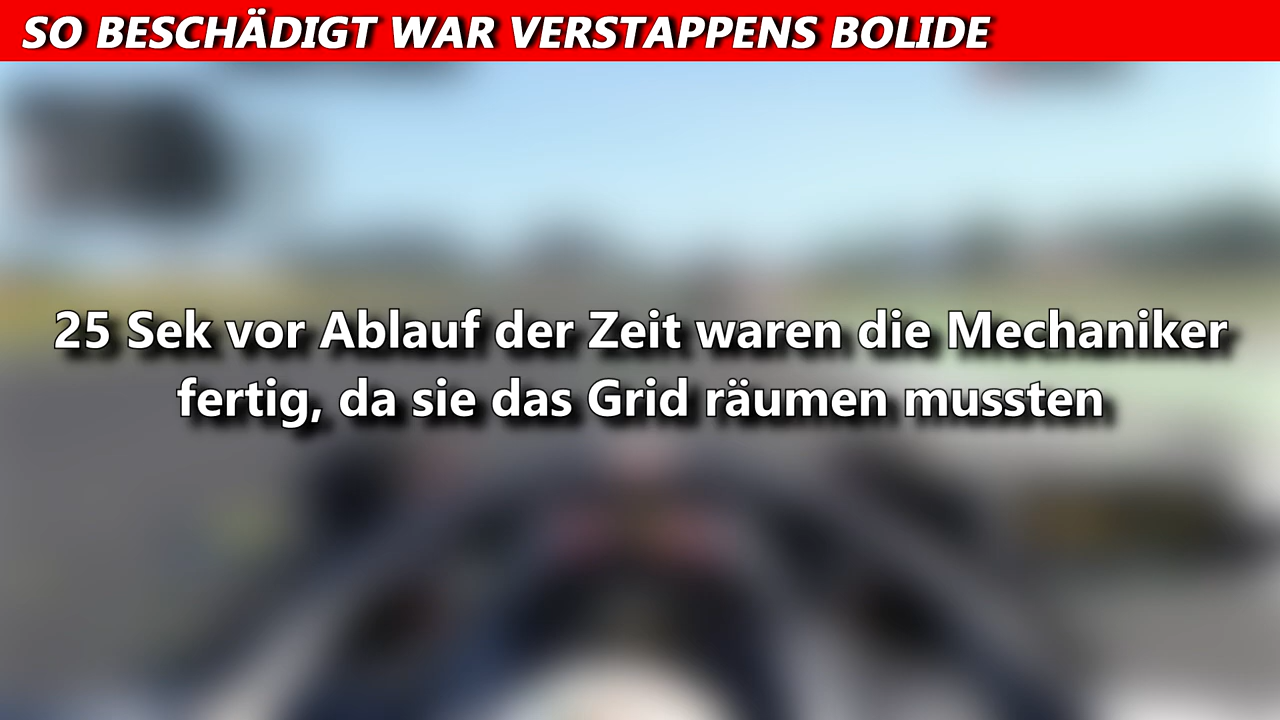 SO BESCHÄDIGT WAR VERSTAPPENS BOLIDE
25 Sek vor Ablauf der Zeit waren die Mechaniker
fertig, da sie das Grid räumen mussten